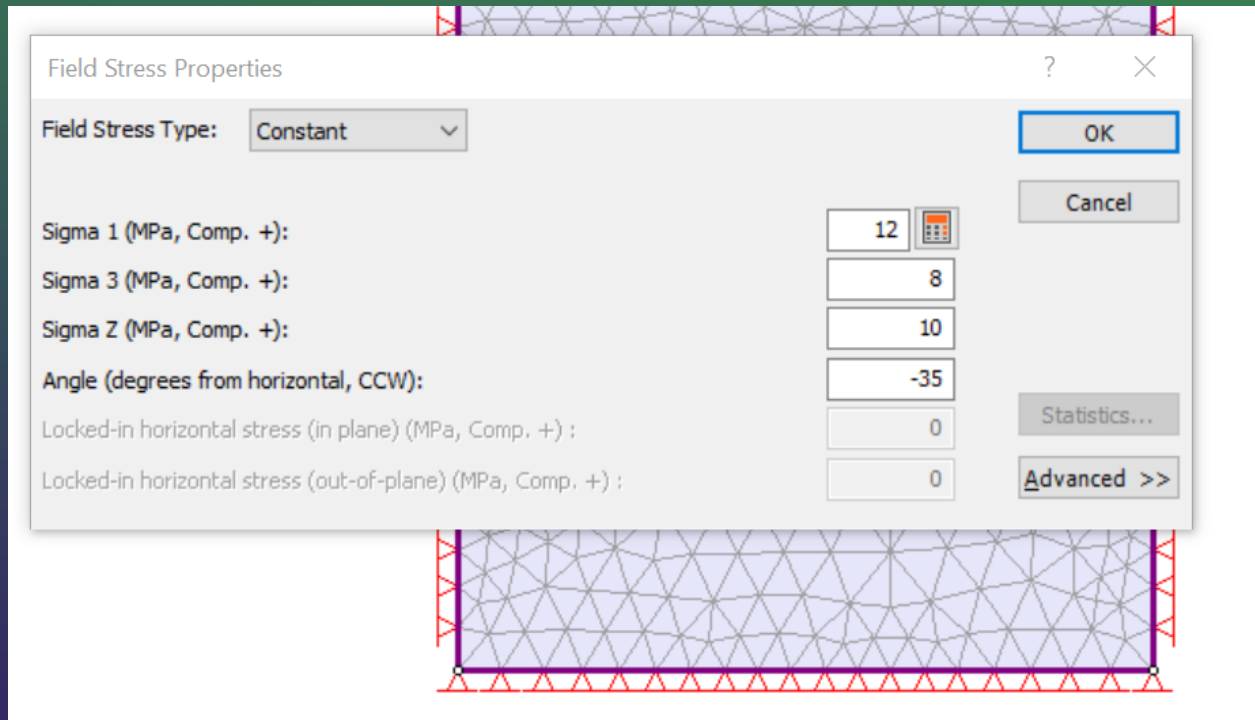 Field Stress Properties
Field Stress Type: Constant
OK
Cancel
Sigma 1 (MPa, Comp. +): 12
Sigma 3 (MPa, Comp. +): 8
Sigma Z (MPa, Comp. +): 10
Angle (degrees from horizontal, CCW): -35
Locked-in horizontal stress (in plane) (MPa, Comp. +) : 0
Statistics...
Locked-in horizontal stress (out-of-plane) (MPa, Comp. +) : 0
Advanced >>